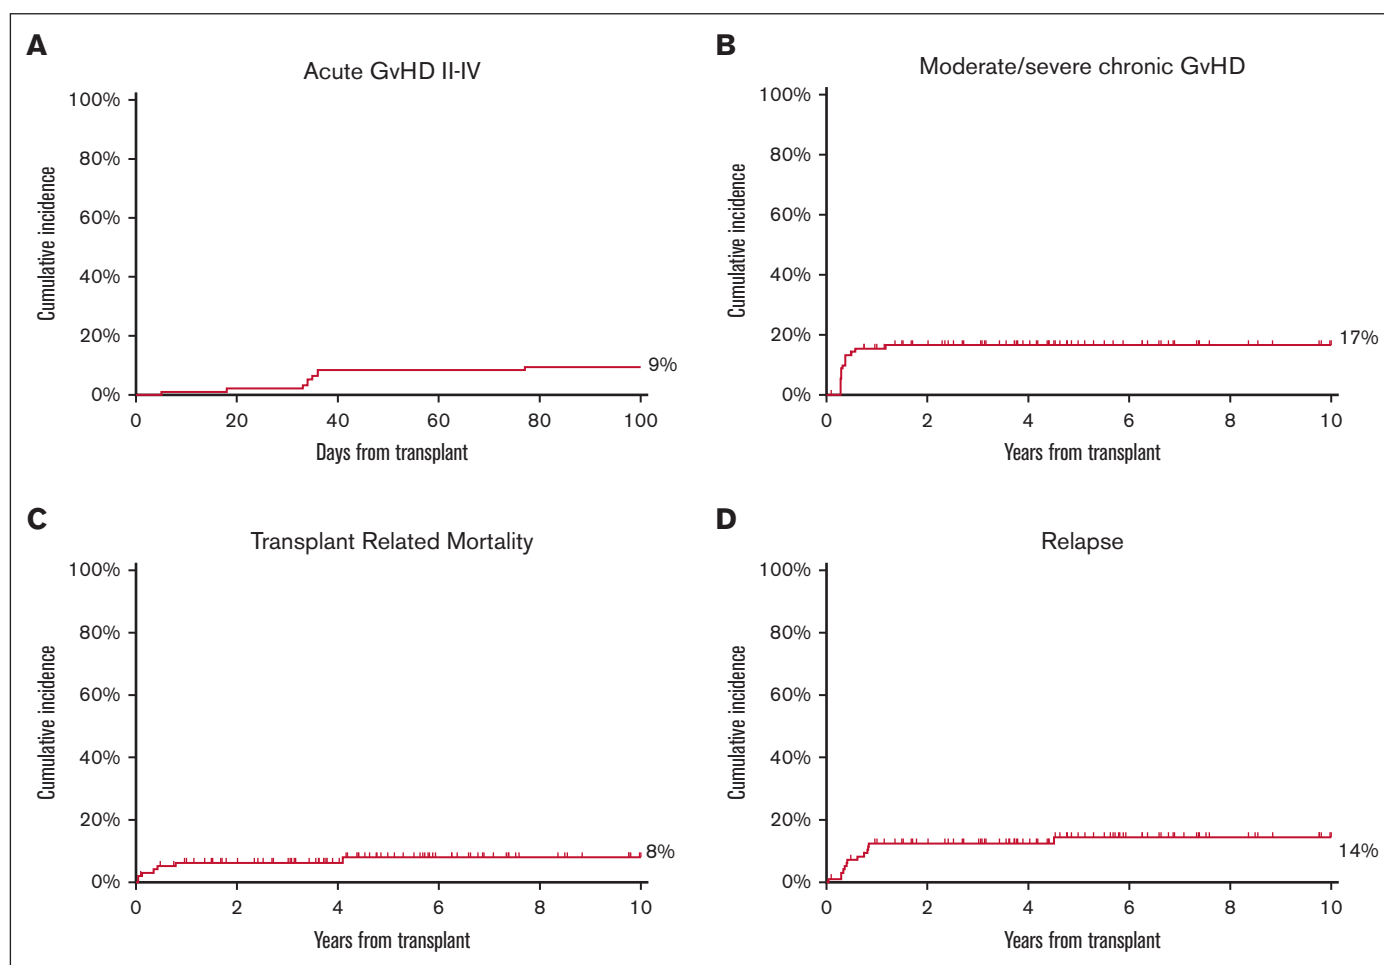 A
Acute GvHD II-IV
100%
80%
60%
40%
20%
0%
Cumulative incidence
9%
0 20 40 60 80 100
Days from transplant
B
Moderate/severe chronic GvHD
100%
80%
60%
40%
20%
0%
Cumulative incidence
17%
0 2 4 6 8 10
Years from transplant
C
Transplant Related Mortality
100%
80%
60%
40%
20%
0%
Cumulative incidence
8%
0 2 4 6 8 10
Years from transplant
D
Relapse
100%
80%
60%
40%
20%
0%
Cumulative incidence
14%
0 2 4 6 8 10
Years from transplant